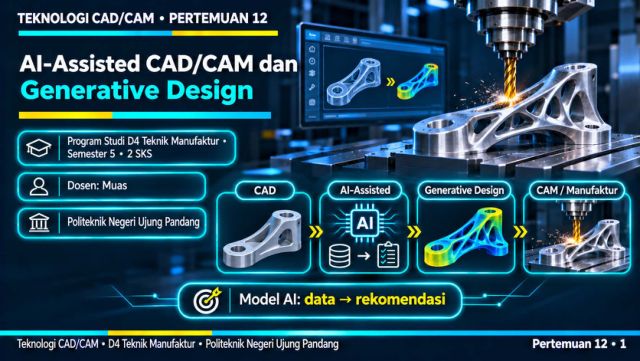 TEKNOLOGI CAD/CAM • PERTEMUAN 12
AI-Assisted CAD/CAM dan
Generative Design
Program Studi D4 Teknik Manufaktur •
Semester 5 • 2 SKS
Dosen: Muas
Politeknik Negeri Ujung Pandang
CAD
AI-Assisted
Generative Design
CAM / Manufaktur
AI
Model AI: data → rekomendasi
Teknologi CAD/CAM • D4 Teknik Manufaktur • Politeknik Negeri Ujung Pandang
Pertemuan 12 • 1